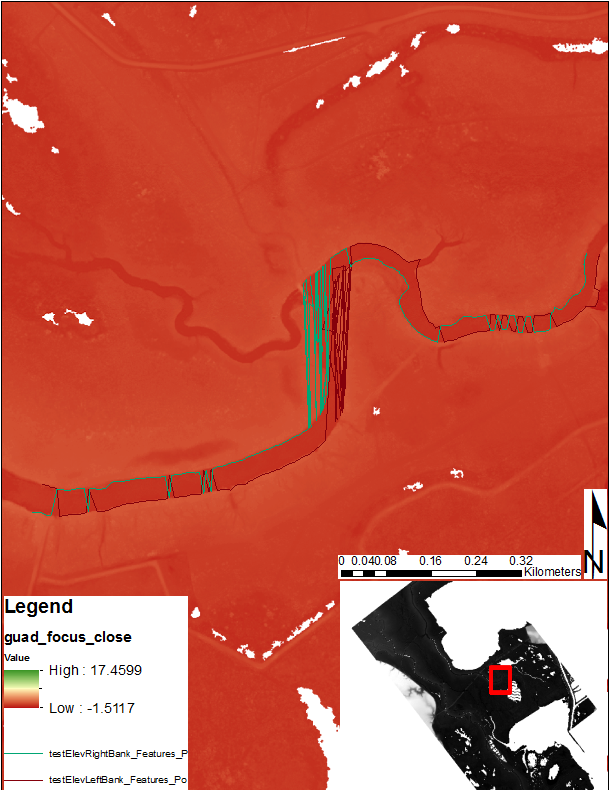 N
0 0.040.08 0.16 0.24 0.32
Kilometers
Legend
guad_focus_close
Value
High : 17.4599
Low : -1.5117
testElevRightBank_Features_P
testElevLeftBank_Features_Po